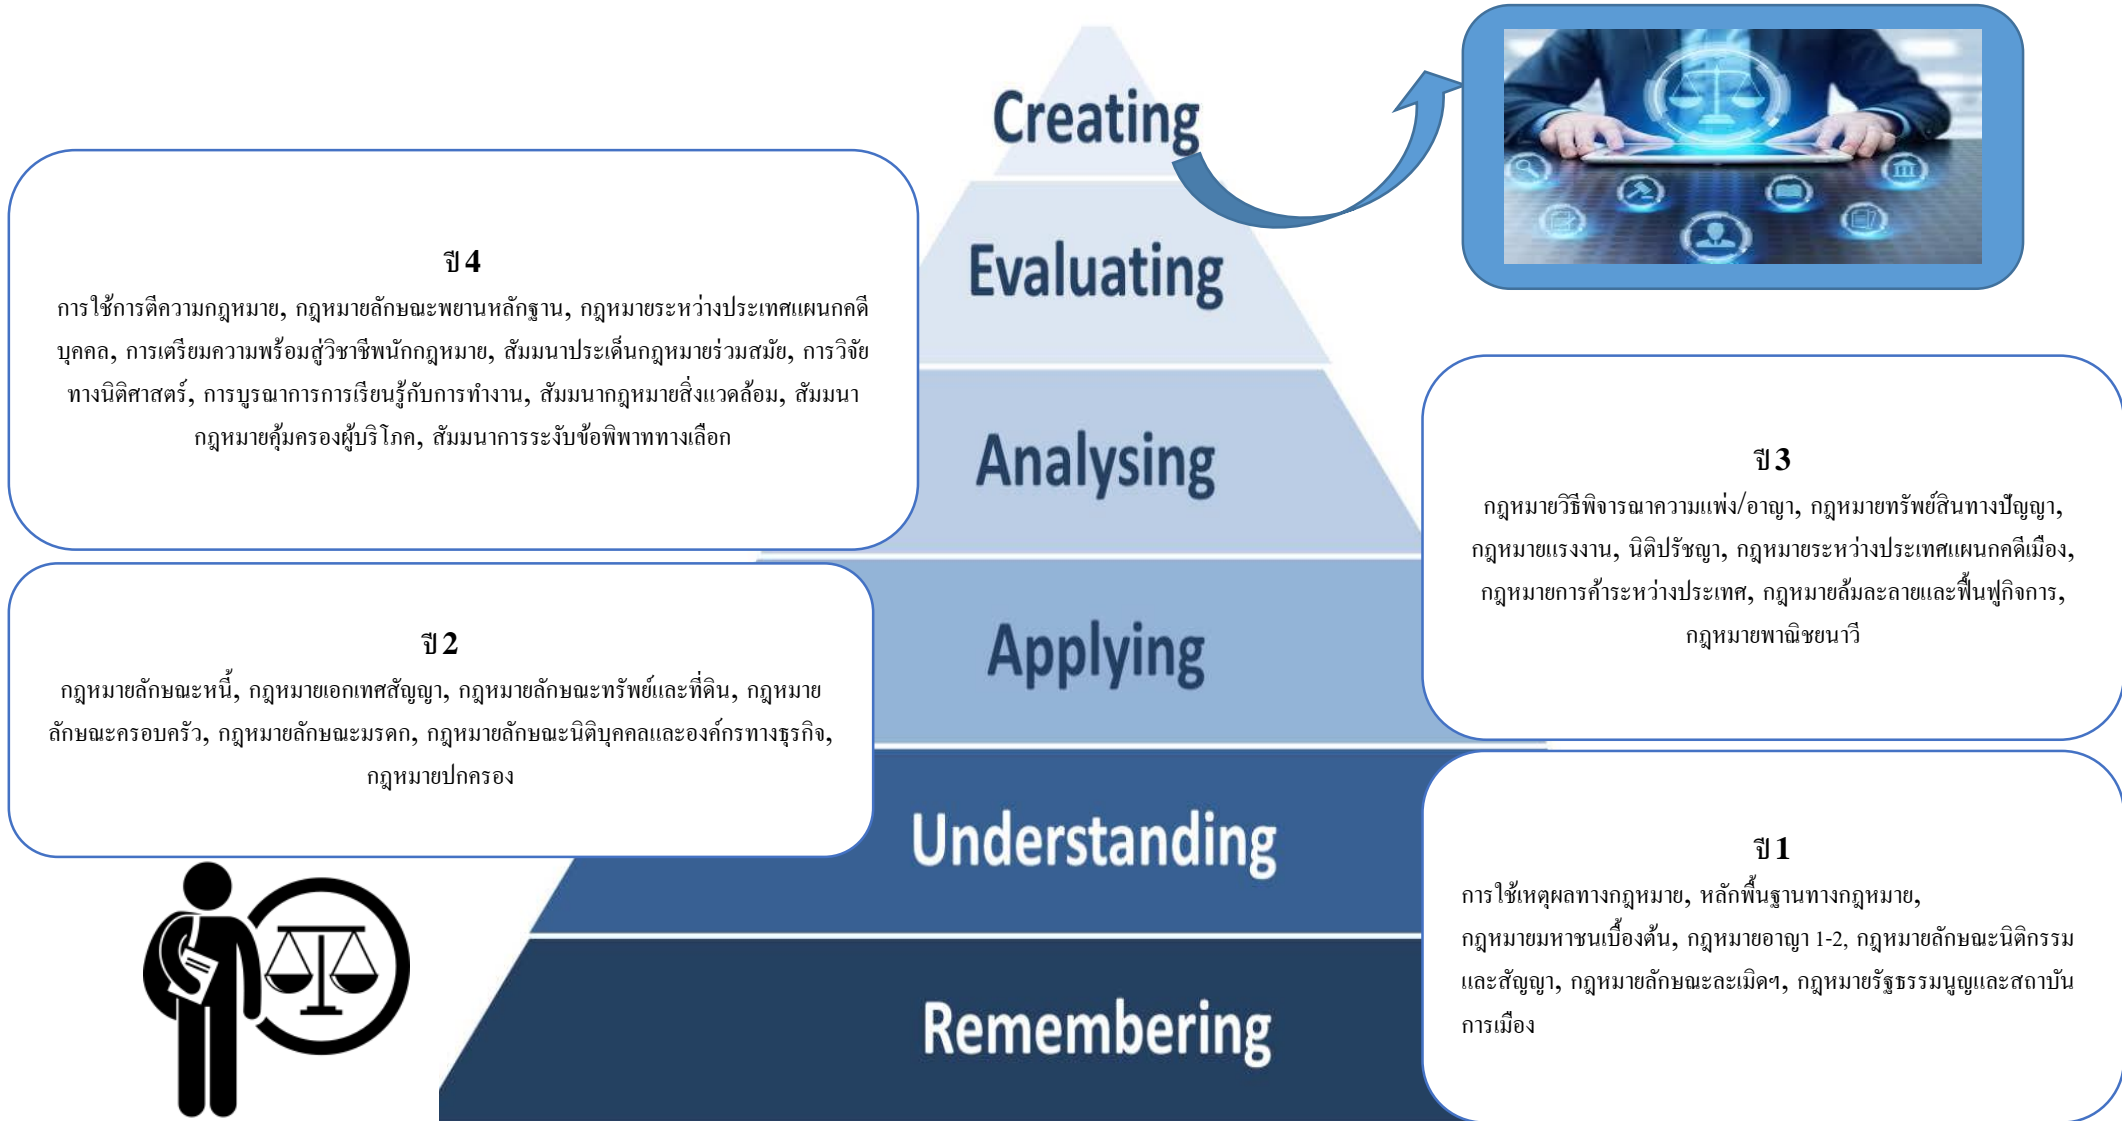 Creating
Evaluating
Analysing
Applying
Understanding
Remembering
ปี 4
การใช้การตีความกฎหมาย, กฎหมายลักษณะพยานหลักฐาน, กฎหมายระหว่างประเทศแผนกคดี
บุคคล, การเตรียมความพร้อมสู่วิชาชีพนักกฎหมาย, สัมมนาประเด็นกฎหมายร่วมสมัย, การวิจัย
ทางนิติศาสตร์, การบูรณาการการเรียนรู้กับการทำงาน, สัมมนากฎหมายสิ่งแวดล้อม, สัมมนา
กฎหมายคุ้มครองผู้บริโภค, สัมมนาการระงับข้อพิพาททางเลือก
ปี 3
กฎหมายวิธีพิจารณาความแพ่ง/อาญา, กฎหมายทรัพย์สินทางปัญญา,
กฎหมายแรงงาน, นิติปรัชญา, กฎหมายระหว่างประเทศแผนกคดีเมือง,
กฎหมายการค้าระหว่างประเทศ, กฎหมายล้มละลายและฟื้นฟูกิจการ,
กฎหมายพาณิชยนาวี
ปี 2
กฎหมายลักษณะหนี้, กฎหมายเอกเทศสัญญา, กฎหมายลักษณะทรัพย์และที่ดิน, กฎหมาย
ลักษณะครอบครัว, กฎหมายลักษณะมรดก, กฎหมายลักษณะนิติบุคคลและองค์กรทางธุรกิจ,
กฎหมายปกครอง
ปี 1
การใช้เหตุผลทางกฎหมาย, หลักพื้นฐานทางกฎหมาย,
กฎหมายมหาชนเบื้องต้น, กฎหมายอาญา 1-2, กฎหมายลักษณะนิติกรรม
และสัญญา, กฎหมายลักษณะละเมิดฯ, กฎหมายรัฐธรรมนูญและสถาบัน
การเมือง